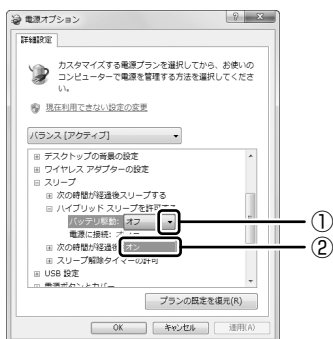 電源オプション
詳細設定
カスタマイズする電源プランを選択してから、お使いの
コンピューターで電源を管理する方法を選択してくださ
い。
現在利用できない設定の変更
バランス [アクティブ]
デスクトップの背景の設定
ワイヤレス アダプターの設定
スリープ
次の時間が経過後スリープする
ハイブリッド スリープを許可する
バッテリ駆動: オフ
①
電源に接続:
次の時間が経過後 オン
②
スリープ解除タイマーの許可
USB 設定
電源ボタンとカバー
プランの既定を復元(R)
OK キャンセル 適用(A)